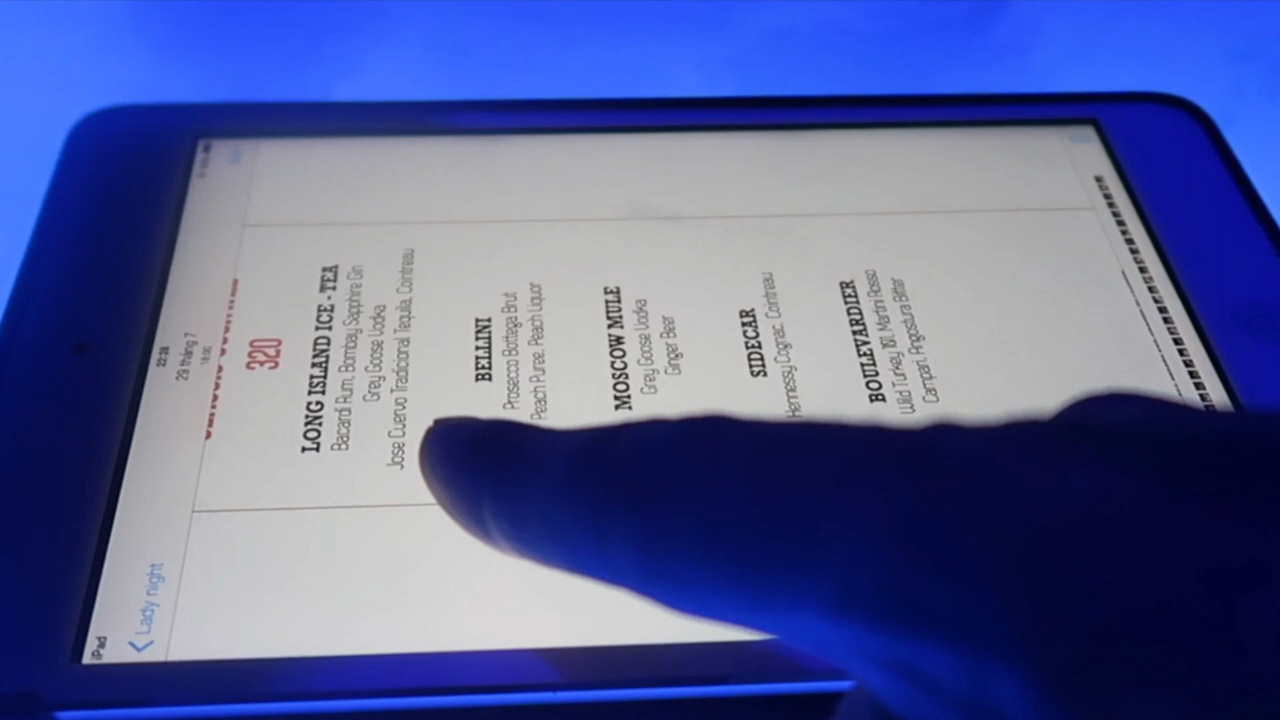 iPad
22:28
Lady night
29 tháng 7
18:00
320
LONG ISLAND ICE - TEA
Bacardi Rum, Bombay Sapphire Gin
Grey Goose Vodka
Jose Cuervo Tradicional Tequila, Cointreau
BELLINI
Prosecco Bottega Brut
Peach Puree, Peach Liquor
MOSCOW MULE
Grey Goose Vodka
Ginger Beer
SIDECAR
Hennessy Cognac, Cointreau
BOULEVARDIER
Wild Turkey 101, Martini Rosso
Campari, Angostura Bitter